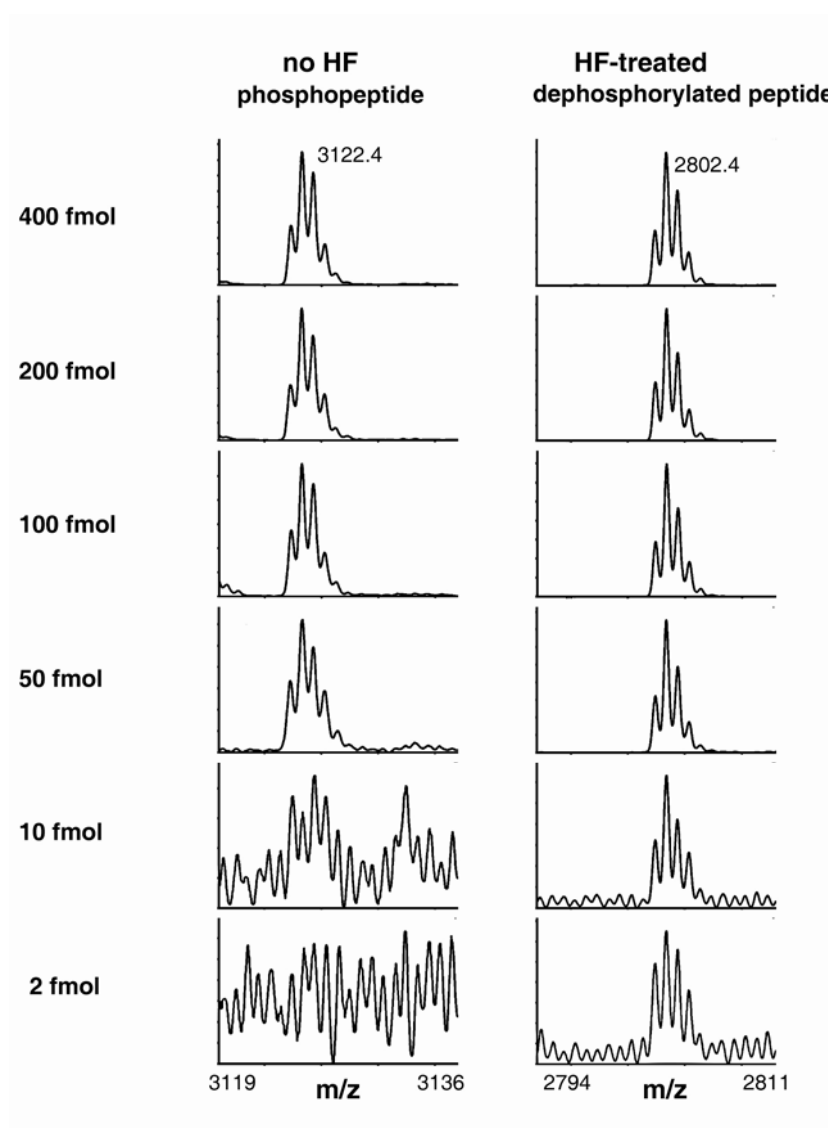 no HF
phosphopeptide
HF-treated
dephosphorylated peptide
3122.4
2802.4
400 fmol
200 fmol
100 fmol
50 fmol
10 fmol
2 fmol
3119
m/z
3136
2794
m/z
2811